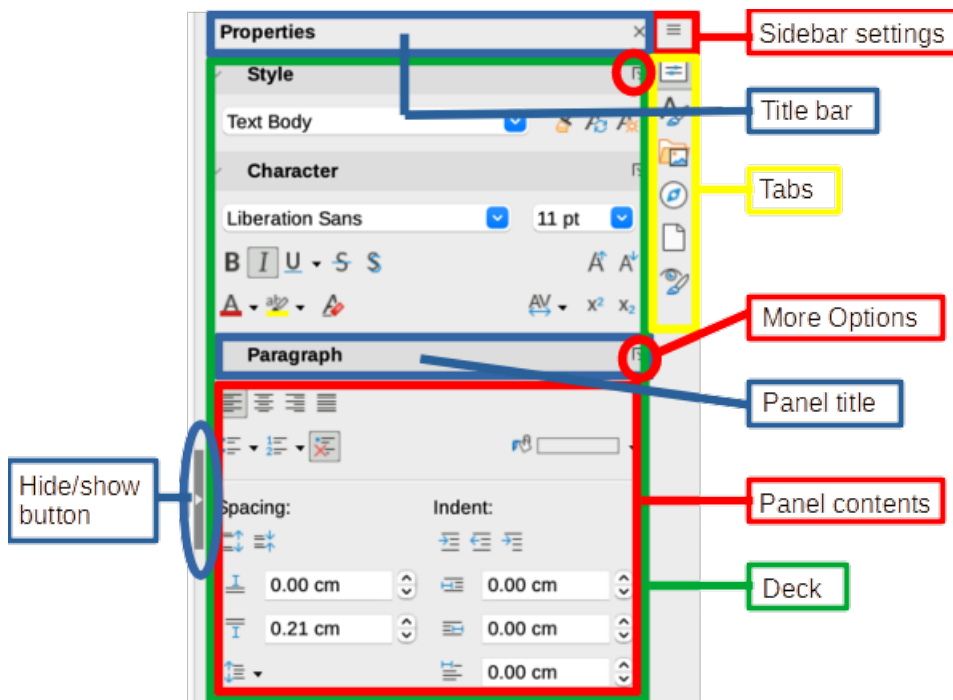 Properties
Sidebar settings
Style
Title bar
Text Body
Character
Tabs
Liberation Sans 11 pt
B I U S S A A
A ab A AV x² x₂
More Options
Paragraph
Panel title
Hide/show
button
Spacing: Indent:
Panel contents
0.00 cm 0.00 cm
Deck
0.21 cm 0.00 cm
0.00 cm